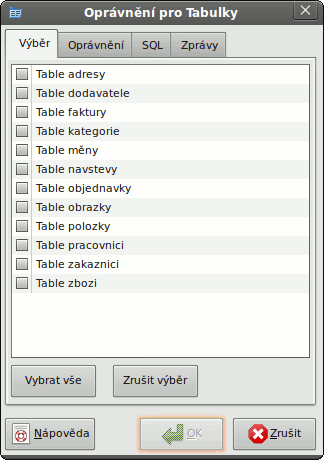 Oprávnění pro Tabulky
Výběr Oprávnění SQL Zprávy
Table adresy
Table dodavatele
Table faktury
Table kategorie
Table měny
Table navstevy
Table objednavky
Table obrazky
Table polozky
Table pracovnici
Table zakaznici
Table zbozi
Vybrat vše Zrušit výběr
Nápověda OK Zrušit